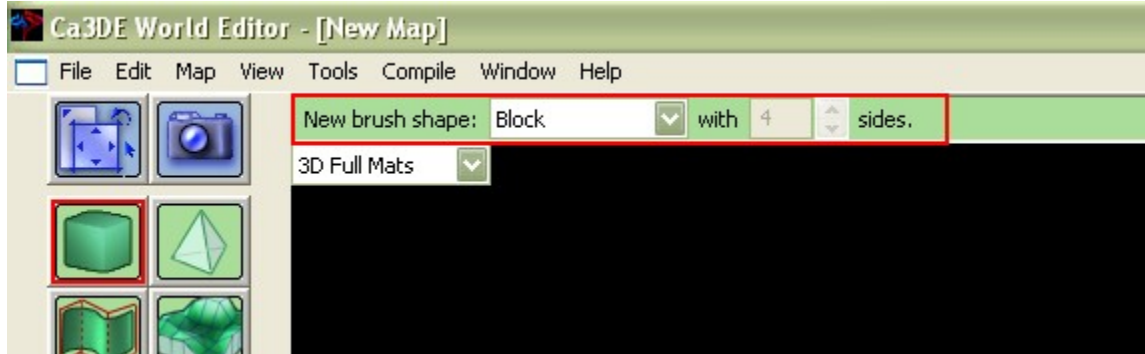 Ca3DE World Editor - [New Map]
File Edit Map View Tools Compile Window Help
New brush shape: Block with 4 sides.
3D Full Mats